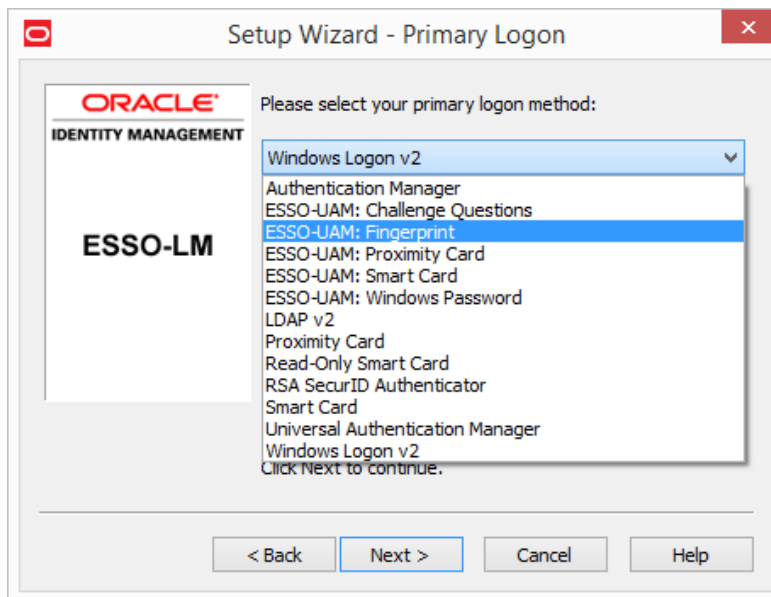 Setup Wizard - Primary Logon
ORACLE
IDENTITY MANAGEMENT
ESSO-LM
Please select your primary logon method:
Windows Logon v2
Authentication Manager
ESSO-UAM: Challenge Questions
ESSO-UAM: Fingerprint
ESSO-UAM: Proximity Card
ESSO-UAM: Smart Card
ESSO-UAM: Windows Password
LDAP v2
Proximity Card
Read-Only Smart Card
RSA SecurID Authenticator
Smart Card
Universal Authentication Manager
Windows Logon v2
Click Next to continue.
< Back Next > Cancel Help